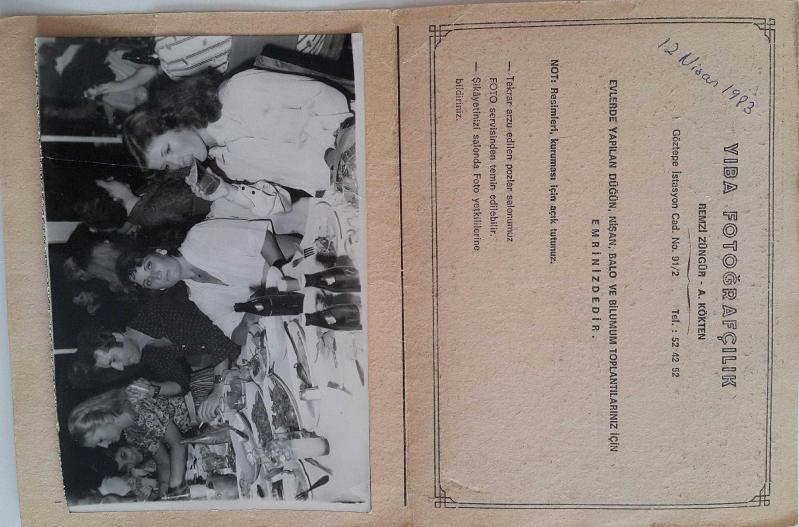 12 Nisan 1983
YIBA FOTOĞRAFÇILIK
REMZİ ZÜNGÜR - A. KÖKTEN
Göztepe İstasyon Cad. No. 91/2 Tel.: 52 42 52
EVLERDE YAPILAN DÜĞÜN, NİŞAN, BALO VE BİLUMUM TOPLANTILARINIZ İÇİN
EMRİNİZDEDİR.
NOT: Resimleri, kuruması için açık tutunuz.
— Tekrar arzu edilen pozlar salonumuz
FOTO servisinden temin edilebilir.
— Şikâyetinizi salonda Foto yetkililerine
bildiriniz.